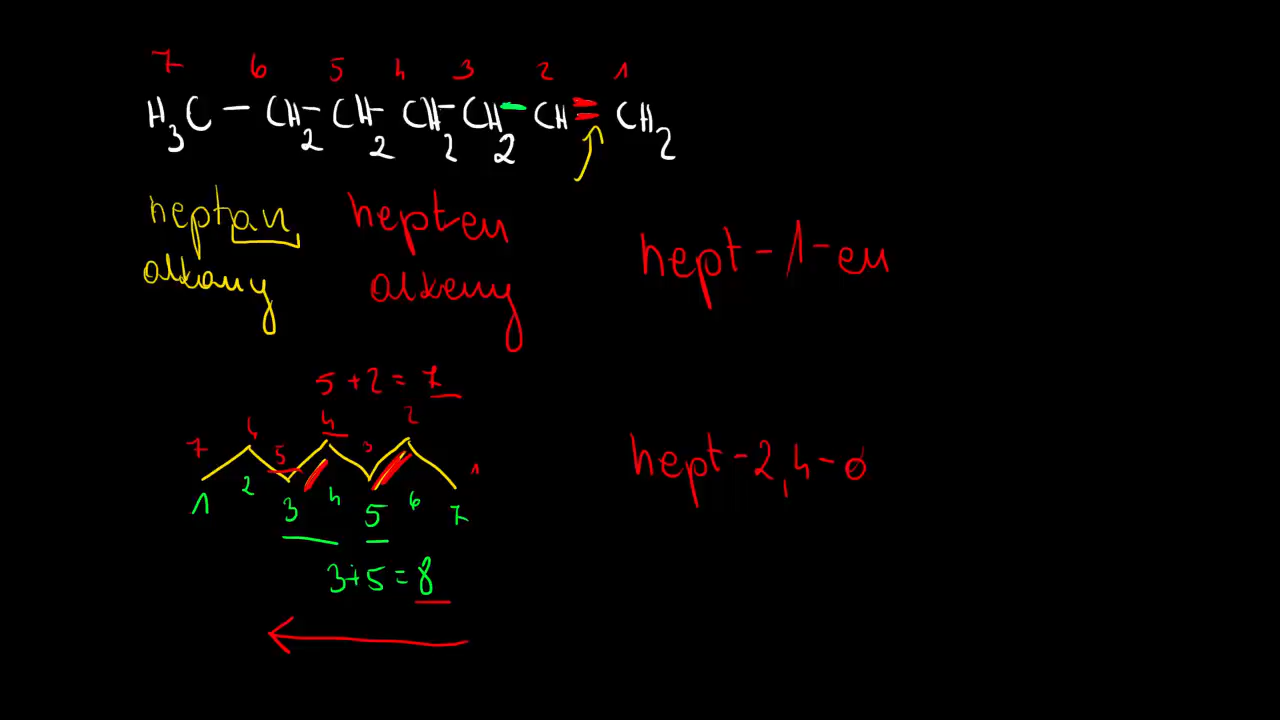 7 6 5 4 3 2 1
H3C – CH2 – CH2 – CH2 – CH2 – CH = CH2
heptan hepten
hept-1-en
alkany alkeny
5+2=7
7 6 5 4 3 2 1
hept-2,4-d
1 2 3 4 5 6 7
3+5=8